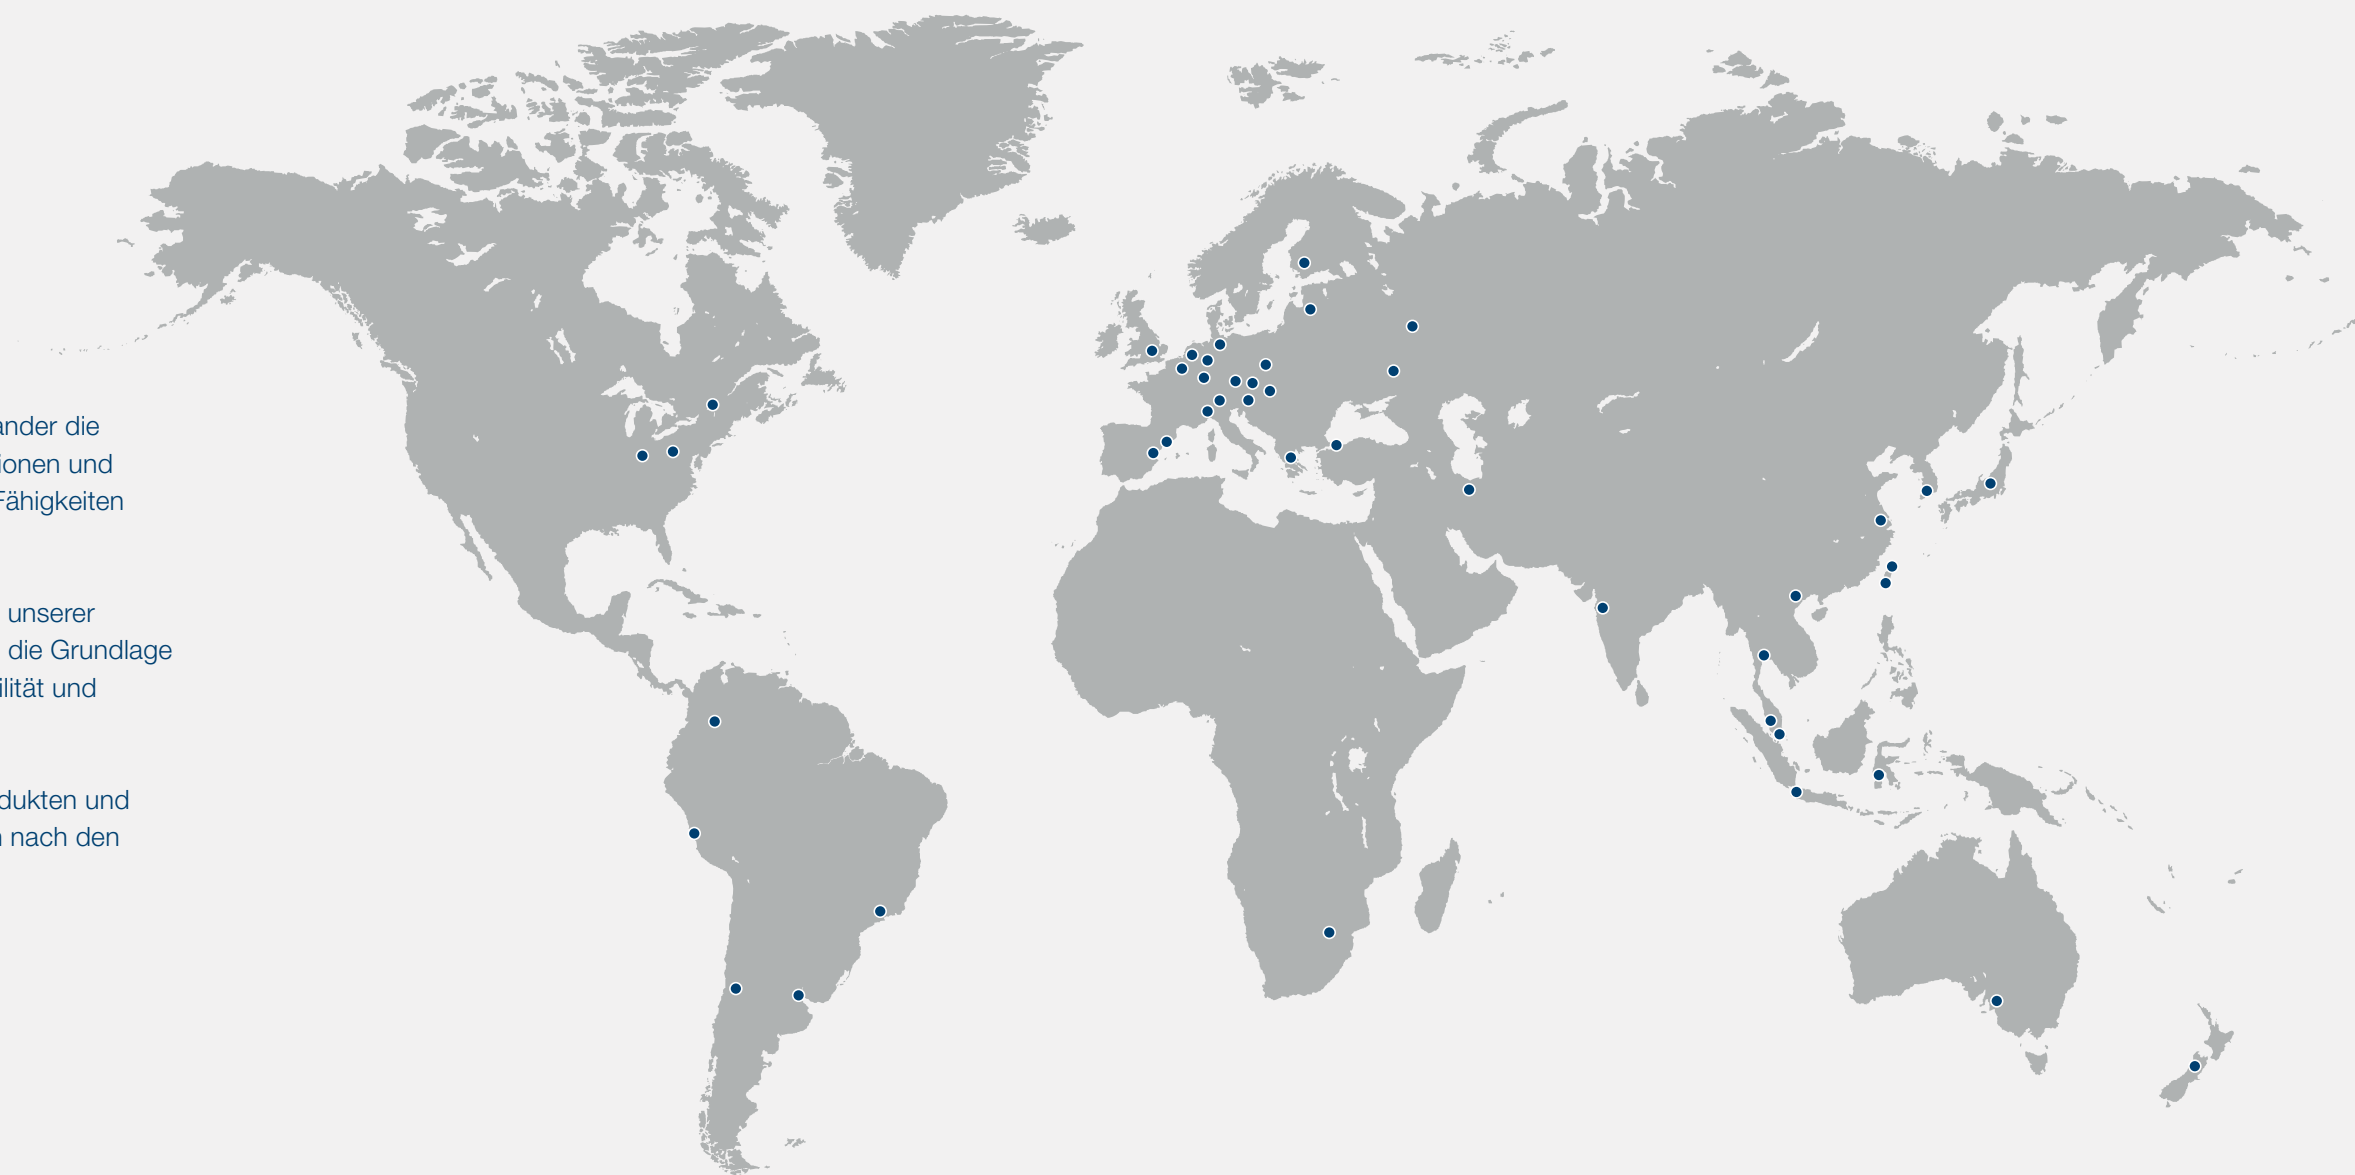 ander die
ionen und
Fähigkeiten
unserer
die Grundlage
ilität und
dukten und
n nach den